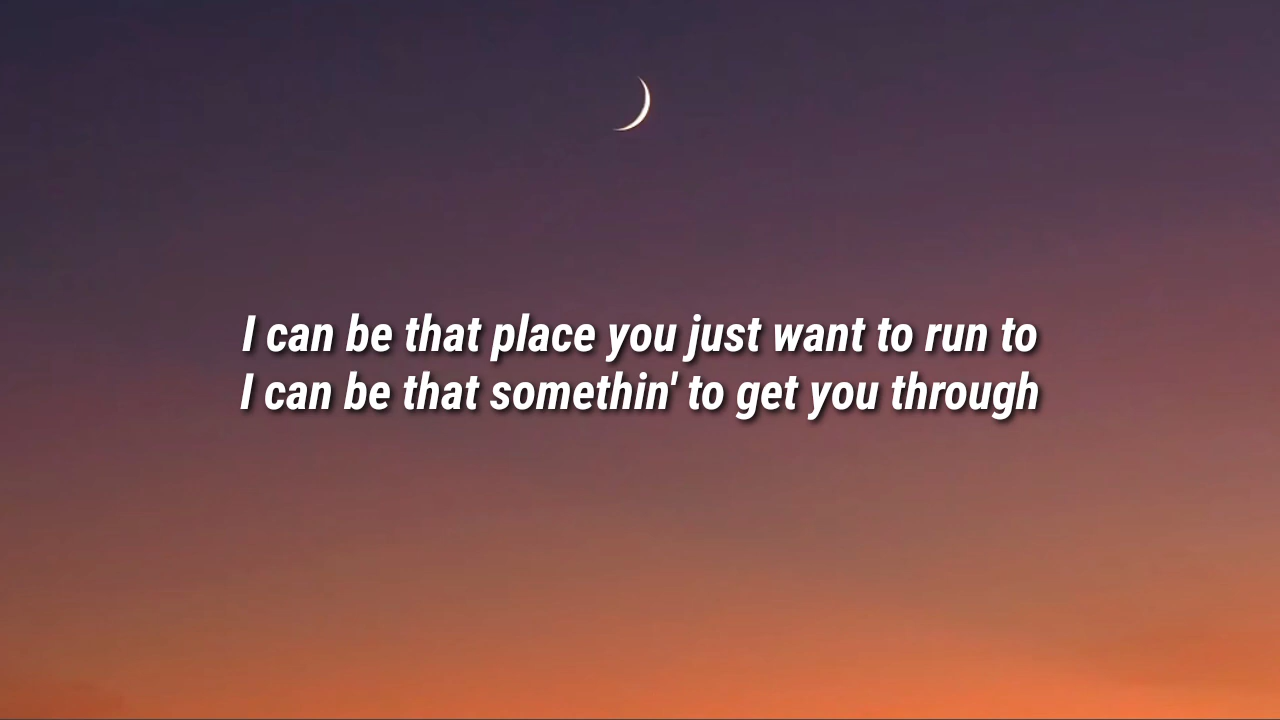 I can be that place you just want to run to
I can be that somethin' to get you through